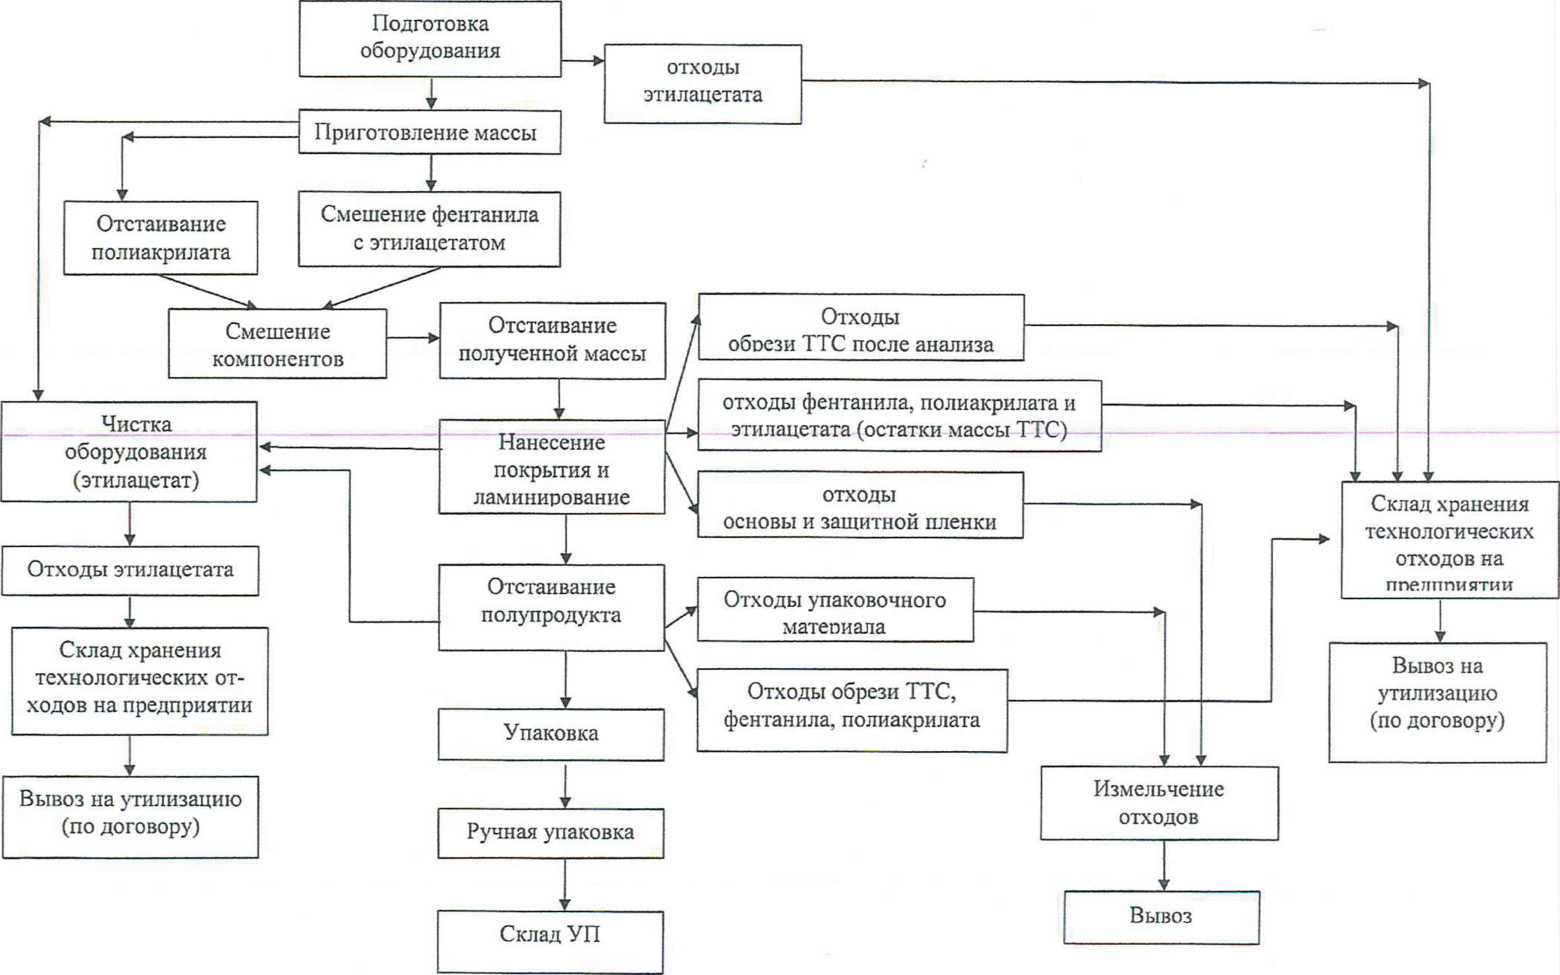 Подготовка
оборудования
отходы
этилацетата
Приготовление массы
Отстаивание
полиакрилата
Смешение фентанила
с этилацетатом
Смешение
компонентов
Отстаивание
полученной массы
Отходы
обрези ТТС после анализа
отходы фентанила, полиакрилата и
этилацетата (остатки массы ТТС)
Чистка
оборудования
(этилацетат)
Нанесение
покрытия и
ламинирование
отходы
основы и защитной пленки
Склад хранения
технологических
отходов на
предприятии
Отходы этилацетата
Отстаивание
полупродукта
Отходы упаковочного
материала
Склад хранения
технологических от-
ходов на предприятии
Отходы обрези ТТС,
фентанила, полиакрилата
Вывоз на
утилизацию
(по договору)
Упаковка
Вывоз на утилизацию
(по договору)
Измельчение
отходов
Ручная упаковка
Вывоз
Склад УП